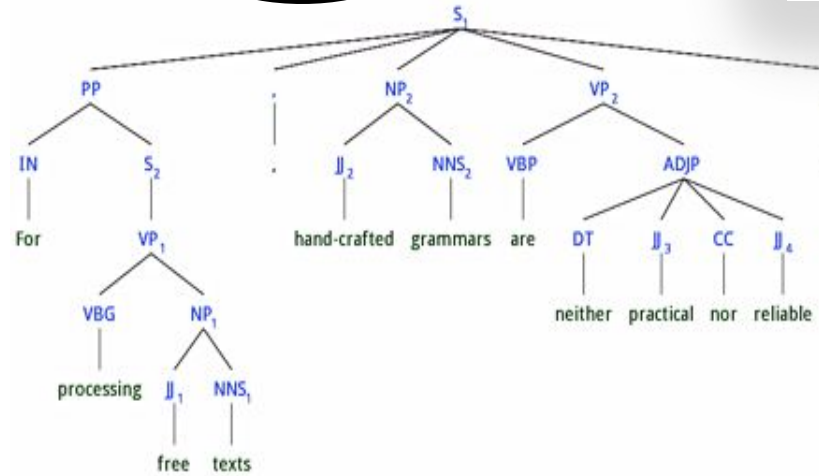 S1
PP , NP2 VP2
IN S2 , JJ2 NNS2 VBP ADJP
For VP1 hand-crafted grammars are DT JJ3 CC JJ4
VBG NP1 neither practical nor reliable
processing JJ1 NNS1
free texts